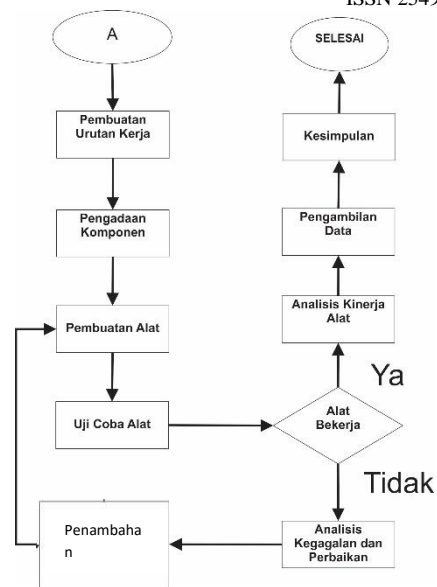 ISSN 2549
A
Pembuatan
Urutan Kerja
Pengadaan
Komponen
Pembuatan Alat
Uji Coba Alat
Alat
Bekerja
Ya
Analisis Kinerja
Alat
Pengambilan
Data
Kesimpulan
SELESAI
Tidak
Analisis
Kegagalan dan
Perbaikan
Penambaha
n